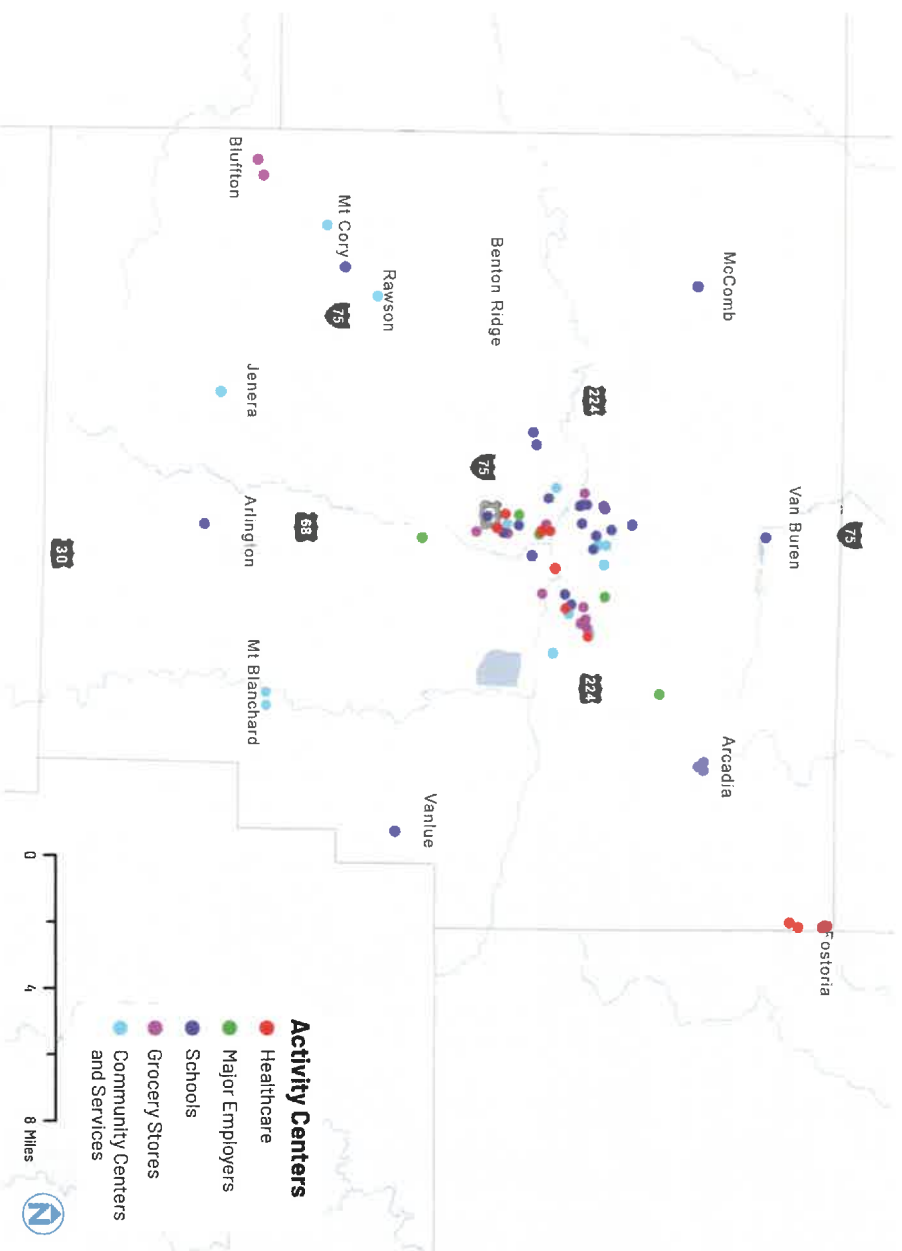 75
Fostoria
Van Buren
McComb
Arcadia
224
224
Benton Ridge
75
Vanlue
Rawson
Mt Cory
75
68
Jenera
Arlington
Mt Blanchard
Bluffton
30
Activity Centers
Healthcare
Major Employers
Schools
Grocery Stores
Community Centers
and Services
0 4 8 Miles
N